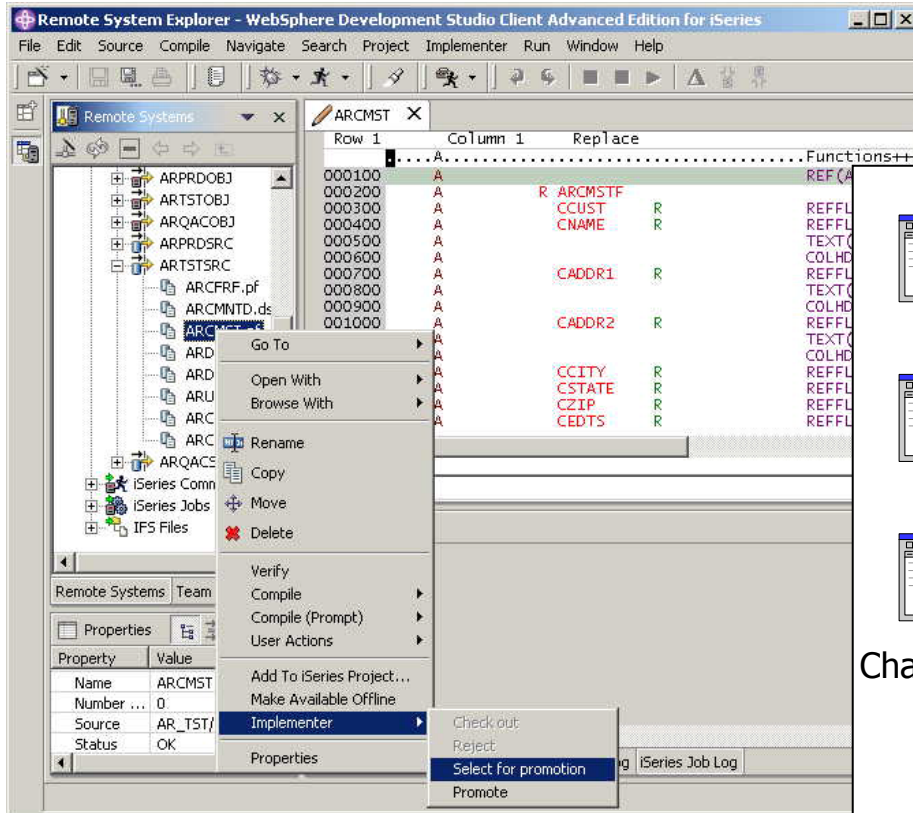 Remote System Explorer - WebSphere Development Studio Client Advanced Edition for iSeries
File Edit Source Compile Navigate Search Project Implementer Run Window Help
Remote Systems
ARPRDOBJ
ARTSTOBJ
ARQACOBJ
ARPRDSRC
ARTSTSRC
ARCFRF.pf
ARCMNTD.ds
ARCMST.pf
ARD
ARD
ARU
ARC
ARC
ARQACS
iSeries Comm
iSeries Jobs
IFS Files
Remote Systems Team
Properties
Property Value
Name ARCMST
Number ... 0
Source AR_TST/
Status OK
ARCMST
Row 1 Column 1 Replace
....A.......................................Functions++
000100 A REF(A
000200 A R ARCMSTF
000300 A CCUST R REFFL
000400 A CNAME R REFFL
000500 A TEXT(
000600 A COLHD
000700 A CADDR1 R REFFL
000800 A TEXT(
000900 A COLHD
001000 A CADDR2 R REFFL
A TEXT(
A COLHD
A CCITY R REFFL
A CSTATE R REFFL
A CZIP R REFFL
A CEDTS R REFFL
Go To
Open With
Browse With
Rename
Copy
Move
Delete
Verify
Compile
Compile (Prompt)
User Actions
Add To iSeries Project...
Make Available Offline
Implementer
Properties
Check out
Reject
Select for promotion
Promote
og iSeries Job Log
Cha